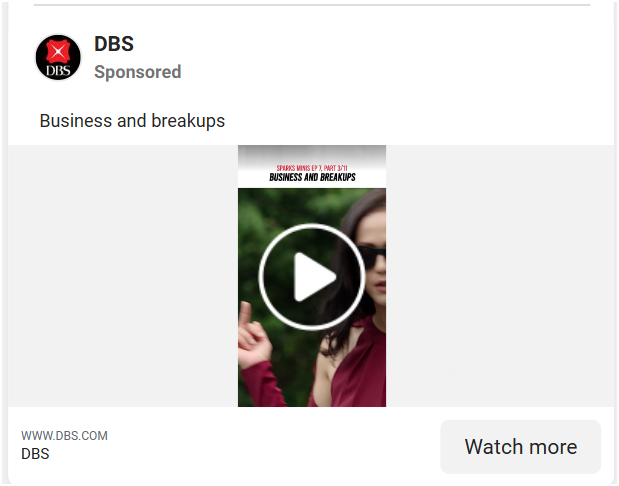 DBS
DBS
Sponsored
Business and breakups
SPARKS MINIS EP 7, PART 3/11
BUSINESS AND BREAKUPS
WWW.DBS.COM
DBS
Watch more